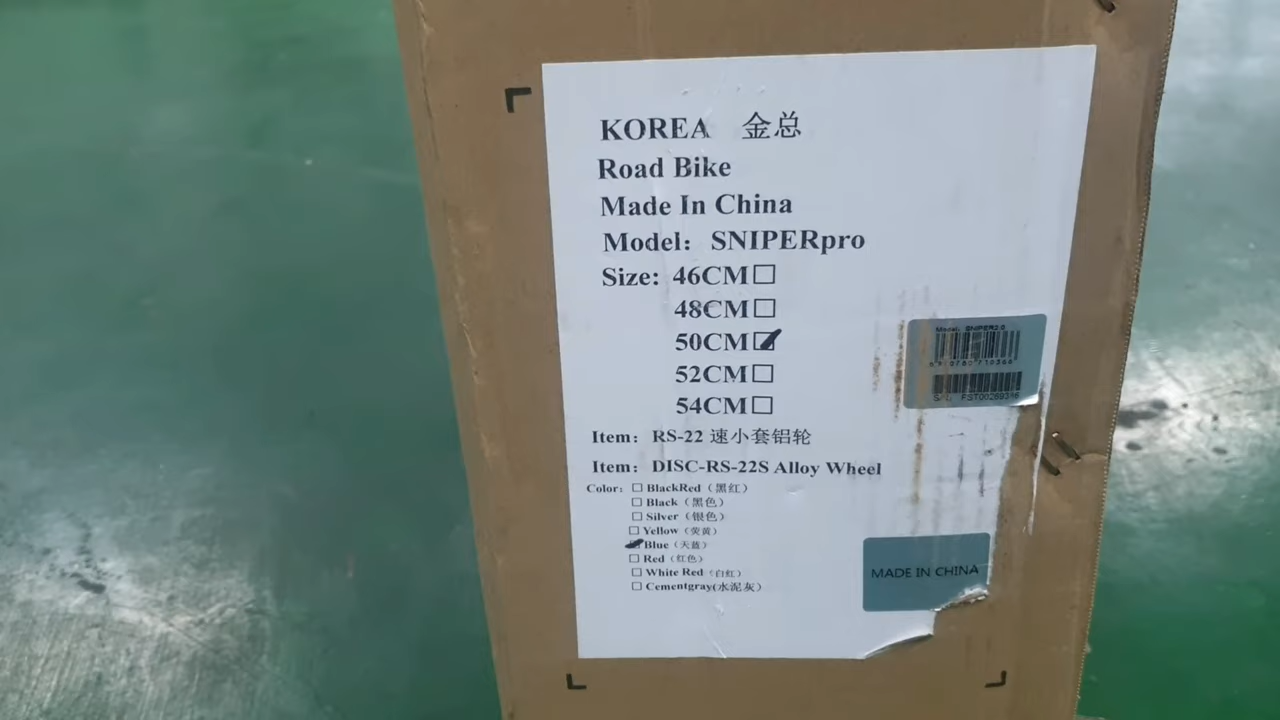 KOREA 金总
Road Bike
Made In China
Model: SNIPERpro
Size: 46CM☐
48CM☐
50CM☑
52CM☐
54CM☐
Item: RS-22 速小套铝轮
Item: DISC-RS-22S Alloy Wheel
Color: ☐ BlackRed（黑红）
☐ Black（黑色）
☐ Silver（银色）
☐ Yellow（荧黄）
☑ Blue（天蓝）
☐ Red（红色）
☐ White Red（白红）
☐ Cementgray(水泥灰）
Model: SNIPER2.0
FST00269386
MADE IN CHINA